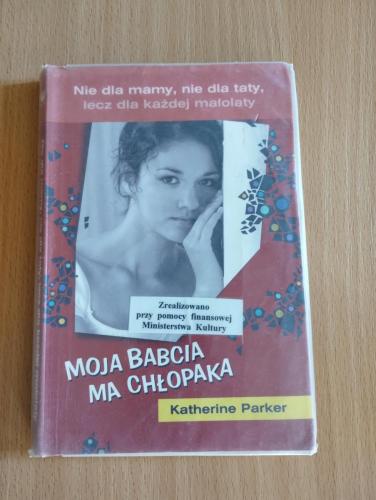 Nie dla mamy, nie dla taty,
lecz dla każdej małolaty
Zrealizowano
przy pomocy finansowej
Ministerstwa Kultury
MOJA BABCIA
MA CHŁOPAKA
Katherine Parker